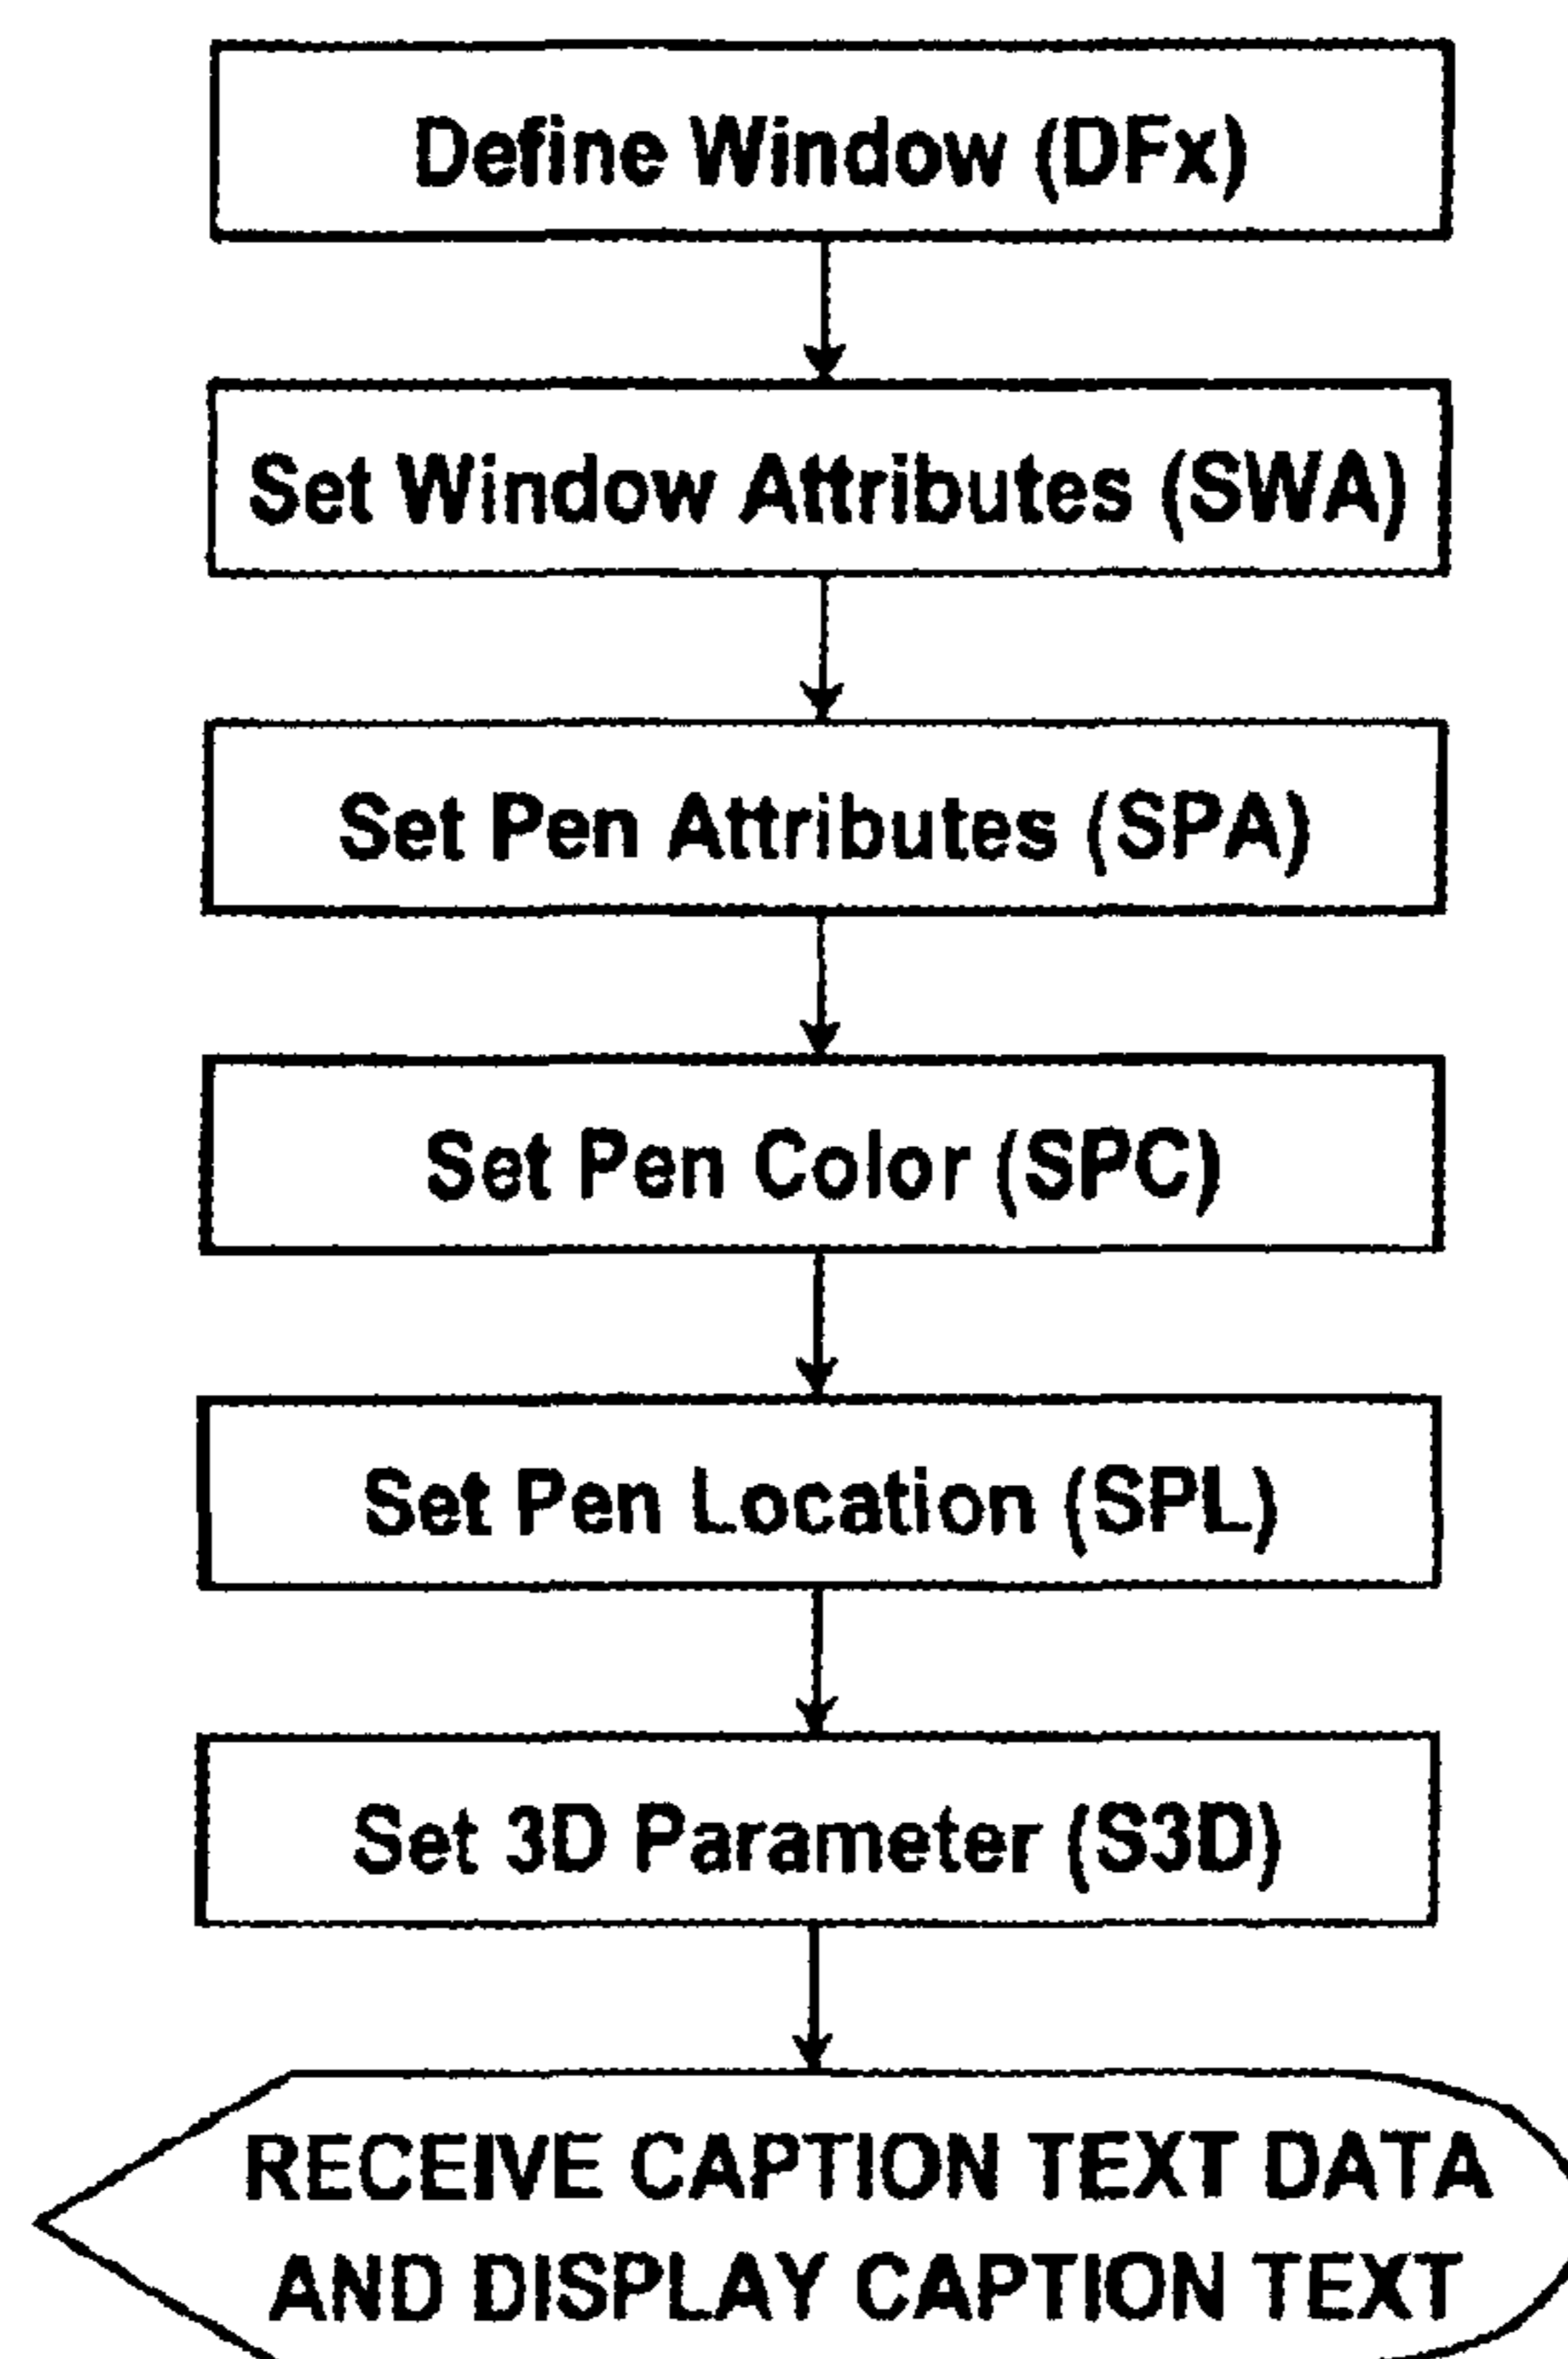 Define Window (DFx)
Set Window Attributes (SWA)
Set Pen Attributes (SPA)
Set Pen Color (SPC)
Set Pen Location (SPL)
Set 3D Parameter (S3D)
RECEIVE CAPTION TEXT DATA
AND DISPLAY CAPTION TEXT